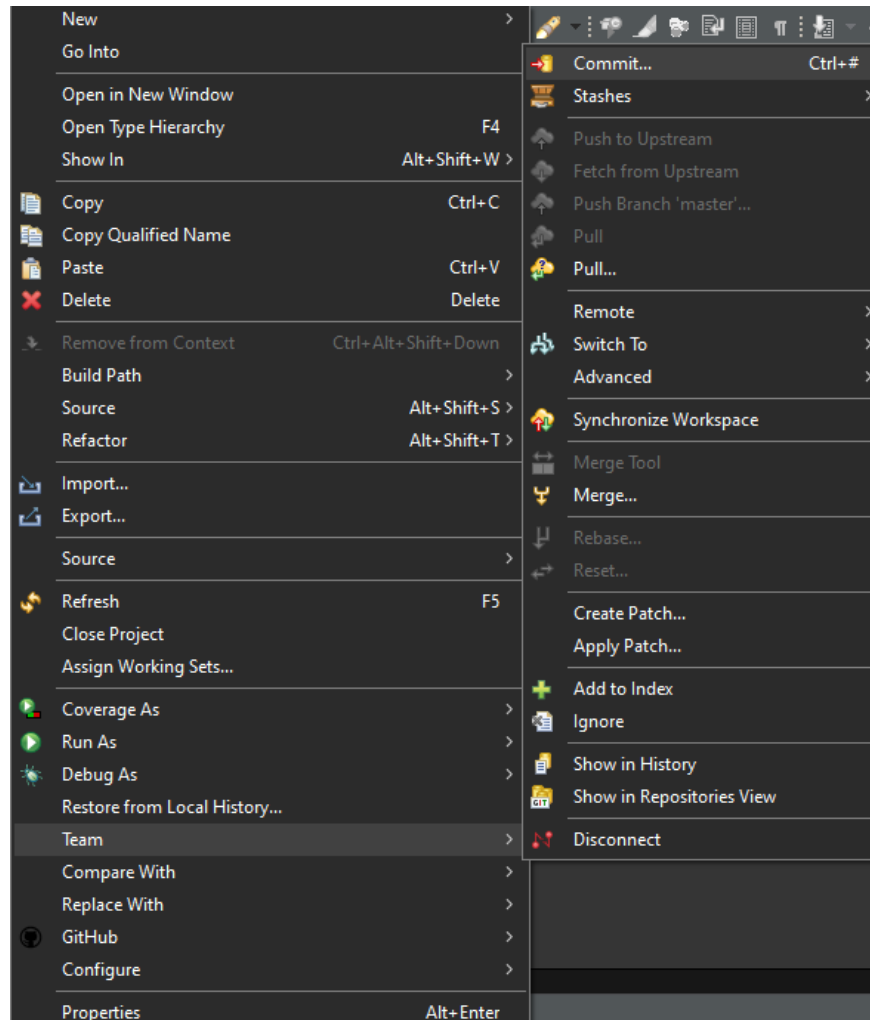 New
Go Into
Open in New Window
Open Type Hierarchy F4
Show In Alt+Shift+W >
Copy Ctrl+C
Copy Qualified Name
Paste Ctrl+V
Delete Delete
Remove from Context Ctrl+Alt+Shift+Down
Build Path
Source Alt+Shift+S >
Refactor Alt+Shift+T >
Import...
Export...
Source
Refresh F5
Close Project
Assign Working Sets...
Coverage As
Run As
Debug As
Restore from Local History...
Team
Compare With
Replace With
GitHub
Configure
Properties Alt+Enter
Commit... Ctrl+#
Stashes
Push to Upstream
Fetch from Upstream
Push Branch 'master'...
Pull
Pull...
Remote
Switch To
Advanced
Synchronize Workspace
Merge Tool
Merge...
Rebase...
Reset...
Create Patch...
Apply Patch...
Add to Index
Ignore
Show in History
GIT Show in Repositories View
Disconnect